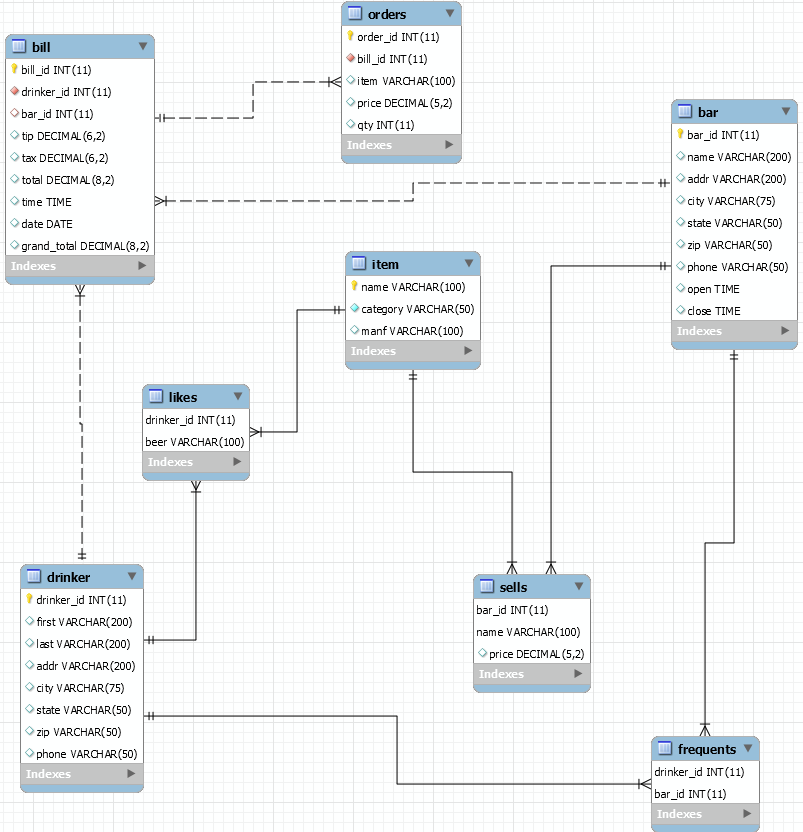 orders
order_id INT(11)
bill_id INT(11)
item VARCHAR(100)
price DECIMAL(5,2)
qty INT(11)
Indexes
bill
bill_id INT(11)
drinker_id INT(11)
bar_id INT(11)
tip DECIMAL(6,2)
tax DECIMAL(6,2)
total DECIMAL(8,2)
time TIME
date DATE
grand_total DECIMAL(8,2)
Indexes
bar
bar_id INT(11)
name VARCHAR(200)
addr VARCHAR(200)
city VARCHAR(75)
state VARCHAR(50)
zip VARCHAR(50)
phone VARCHAR(50)
open TIME
close TIME
Indexes
item
name VARCHAR(100)
category VARCHAR(50)
manf VARCHAR(100)
Indexes
likes
drinker_id INT(11)
beer VARCHAR(100)
Indexes
drinker
drinker_id INT(11)
first VARCHAR(200)
last VARCHAR(200)
addr VARCHAR(200)
city VARCHAR(75)
state VARCHAR(50)
zip VARCHAR(50)
phone VARCHAR(50)
Indexes
sells
bar_id INT(11)
name VARCHAR(100)
price DECIMAL(5,2)
Indexes
frequents
drinker_id INT(11)
bar_id INT(11)
Indexes